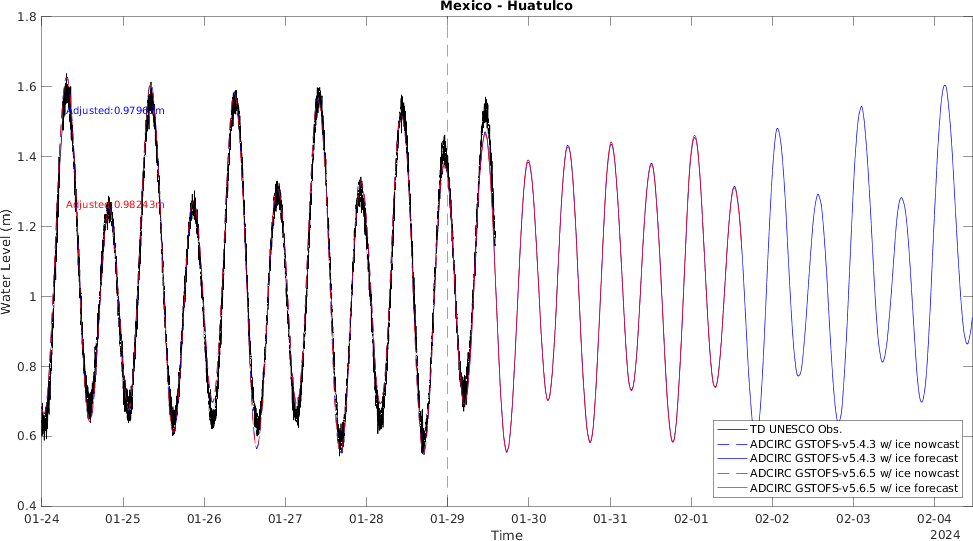 Mexico - Huatulco
1.8
1.6
1.4
1.2
1
0.8
0.6
0.4
Water Level (m)
Adjusted:0.9796 m
Adjusted:0.98243m
TD UNESCO Obs.
ADCIRC GSTOFS-v5.4.3 w/ ice nowcast
ADCIRC GSTOFS-v5.4.3 w/ ice forecast
ADCIRC GSTOFS-v5.6.5 w/ ice nowcast
ADCIRC GSTOFS-v5.6.5 w/ ice forecast
01-24 01-25 01-26 01-27 01-28 01-29 01-30 01-31 02-01 02-02 02-03 02-04
Time
2024